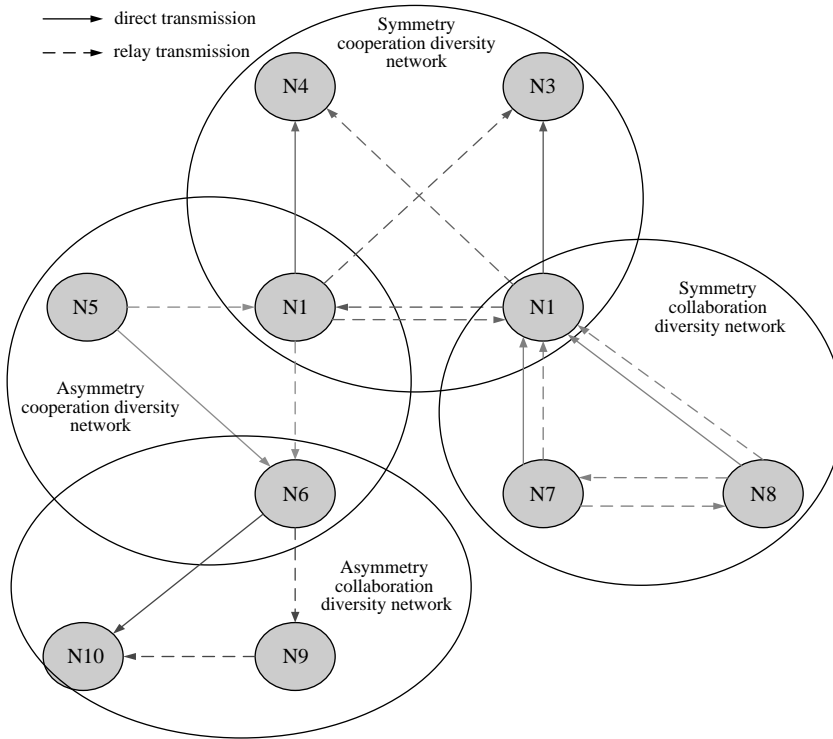 direct transmission
relay transmission
Symmetry
cooperation diversity
network
N4
N3
N5
N1
N1
Symmetry
collaboration
diversity network
Asymmetry
cooperation diversity
network
N6
N7
N8
Asymmetry
collaboration
diversity network
N10
N9